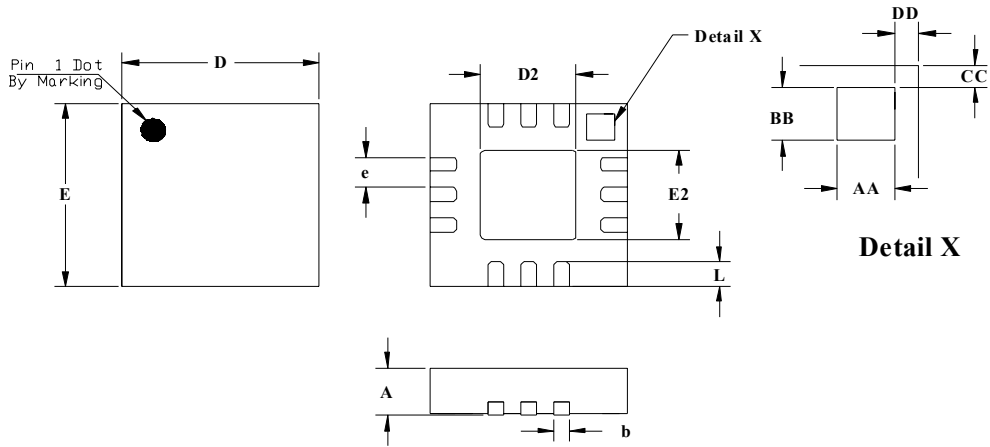 Pin 1 Dot
By Marking
D
E
D2
e
E2
L
Detail X
DD
CC
BB
AA
Detail X
A
b